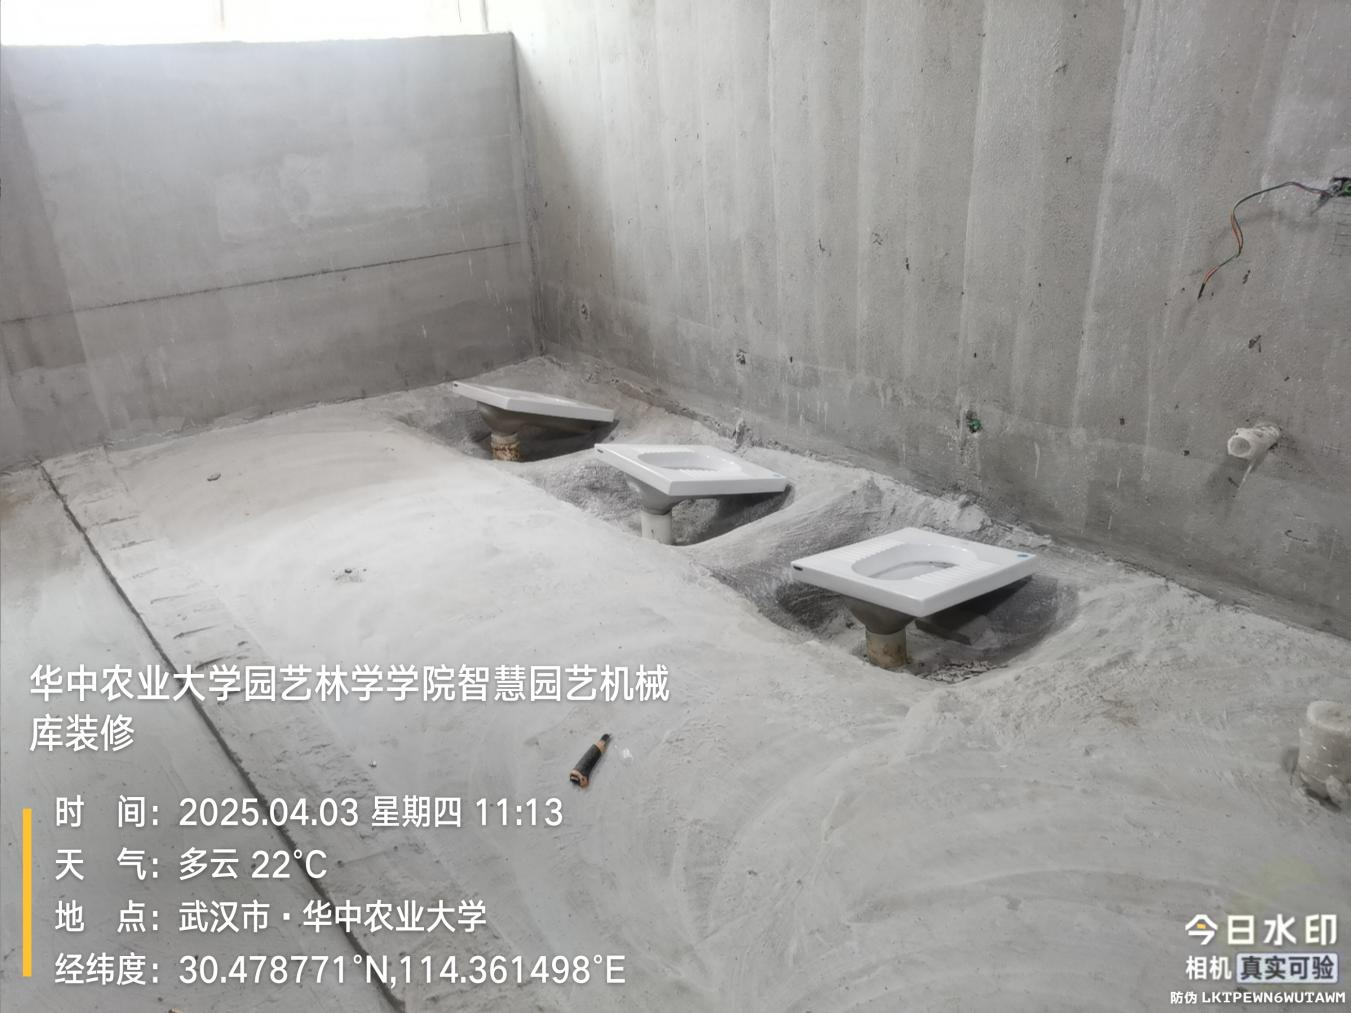 华中农业大学园艺林学学院智慧园艺机械
库装修
时 间：2025.04.03 星期四 11:13
天 气：多云 22°C
地 点：武汉市·华中农业大学
经纬度：30.478771°N,114.361498°E
今日水印
相机 真实可验
防伪 LKTPEWN6WUTAWM